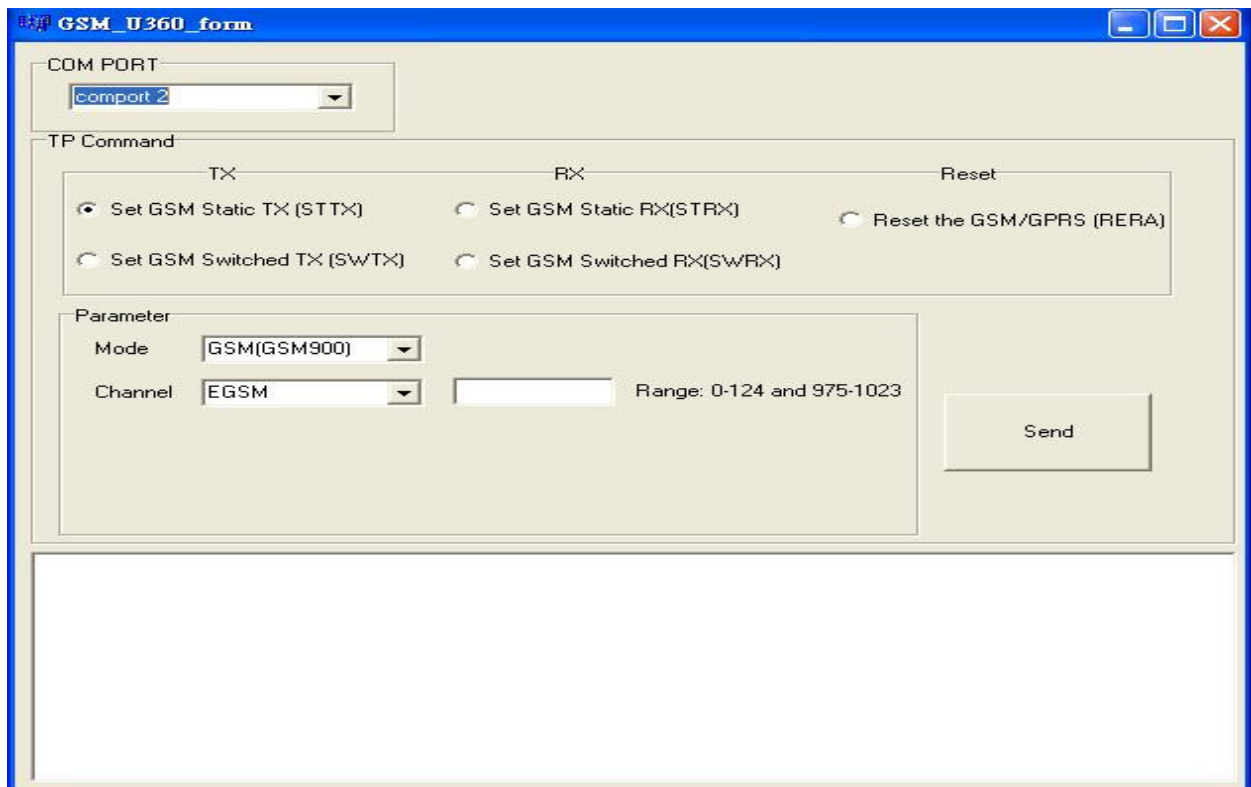 GSM_U360_form
COM PORT
comport 2
TP Command
TX RX Reset
Set GSM Static TX (STTX) Set GSM Static RX(STRX) Reset the GSM/GPRS (RERA)
Set GSM Switched TX (SWTX) Set GSM Switched RX(SWRX)
Parameter
Mode GSM(GSM900)
Channel EGSM Range: 0-124 and 975-1023
Send